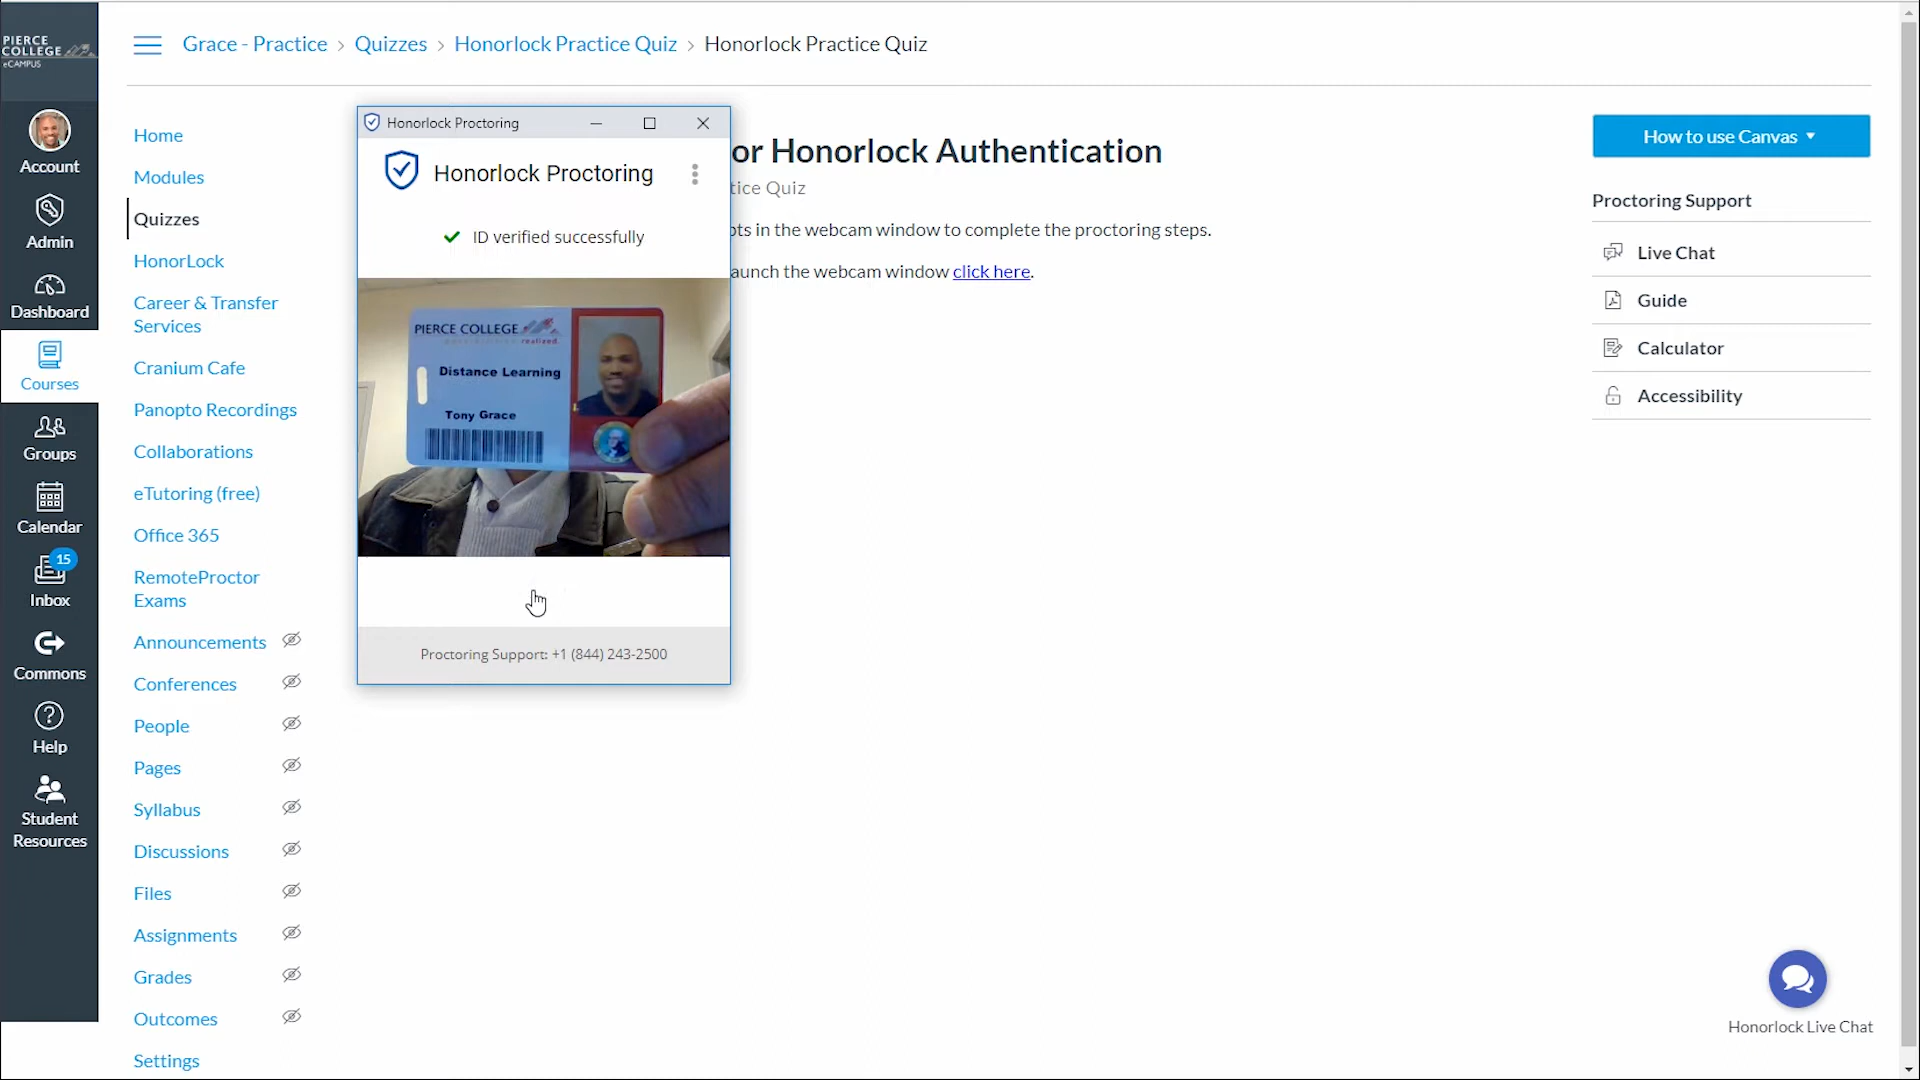 PIERCE
COLLEGE
eCAMPUS
Account
Admin
Dashboard
Courses
Groups
Calendar
15
Inbox
Commons
Help
Student
Resources
Grace - Practice › Quizzes › Honorlock Practice Quiz › Honorlock Practice Quiz
Home
Modules
Quizzes
HonorLock
Career & Transfer
Services
Cranium Cafe
Panopto Recordings
Collaborations
eTutoring (free)
Office 365
RemoteProctor
Exams
Announcements
Conferences
People
Pages
Syllabus
Discussions
Files
Assignments
Grades
Outcomes
Settings
Honorlock Proctoring
Honorlock Proctoring
ID verified successfully
PIERCE COLLEGE
realized.
Distance Learning
Tony Grace
Proctoring Support: +1 (844) 243-2500
or Honorlock Authentication
tice Quiz
pts in the webcam window to complete the proctoring steps.
aunch the webcam window click here.
How to use Canvas
Proctoring Support
Live Chat
Guide
Calculator
Accessibility
Honorlock Live Chat